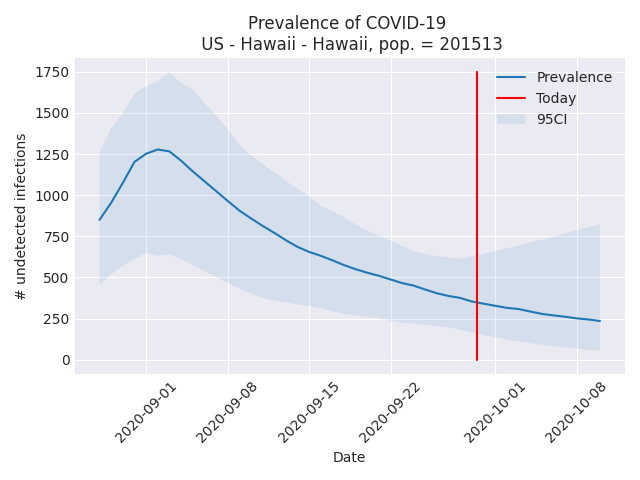 Prevalence of COVID-19
US - Hawaii - Hawaii, pop. = 201513
1750
1500
1250
1000
750
500
250
0
# undetected infections
Prevalence
Today
95CI
2020-09-01
2020-09-08
2020-09-15
2020-09-22
2020-10-01
2020-10-08
Date